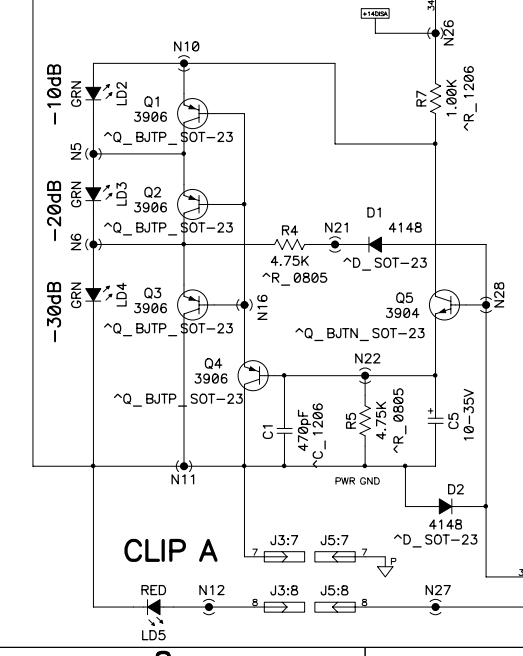 +14DISA
34
N26
N10
-10dB
GRN
LD2
Q1
3906
^Q_BJTP_SOT-23
R7
1.00K
^R_1206
N5
-20dB
GRN
LD3
Q2
3906
^Q_BJTP_SOT-23
N6
R4
4.75K
^R_0805
N21
D1
4148
^D_SOT-23
-30dB
GRN
LD4
Q3
3906
^Q_BJTP_SOT-23
N16
Q5
3904
^Q_BJTN_SOT-23
N28
Q4
3906
^Q_BJTP_SOT-23
N22
C1
470pF
^C_1206
R5
4.75K
^R_0805
+
C5
10-35V
N11
PWR GND
D2
4148
^D_SOT-23
CLIP A
7
J3:7
J5:7
7
P
RED
LD5
N12
8
J3:8
J5:8
8
N27
3